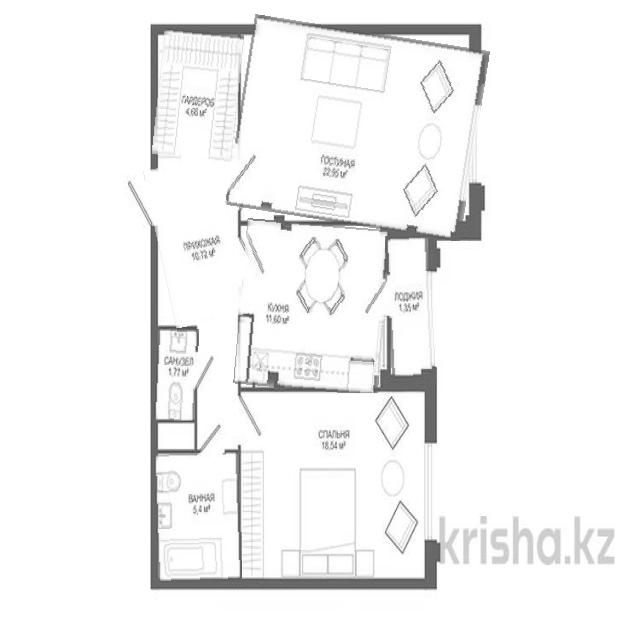 ГАРДЕРОБ
4,68 м²
ГОСТИНАЯ
22,95 м²
ПРИХОЖАЯ
10,72 м²
КУХНЯ
11,60 м²
ЛОДЖИЯ
1,35 м²
САНУЗЕЛ
1,77 м²
СПАЛЬНЯ
18,54 м²
ВАННАЯ
5,4 м²
krisha.kz